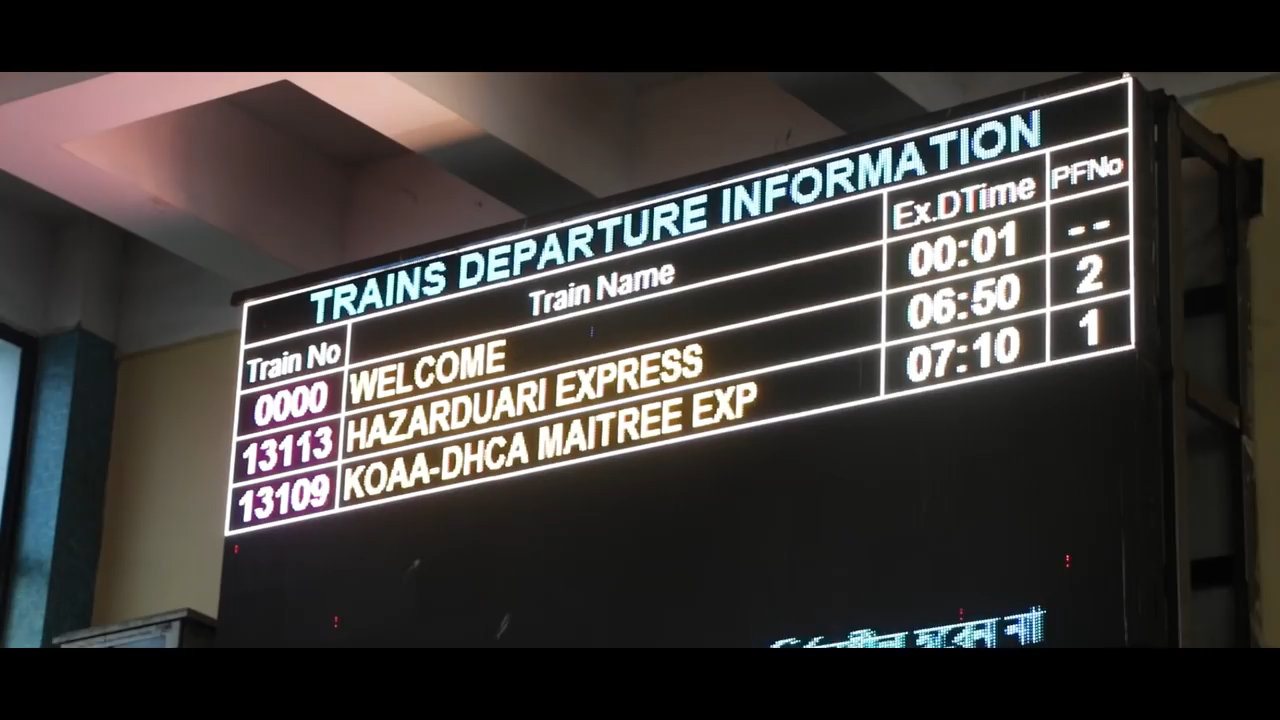 TRAINS DEPARTURE INFORMATION
Train No Train Name Ex.DTime PFNo
0000 WELCOME 00:01 --
13113 HAZARDUARI EXPRESS 06:50 2
13109 KOAA-DHCA MAITREE EXP 07:10 1
না